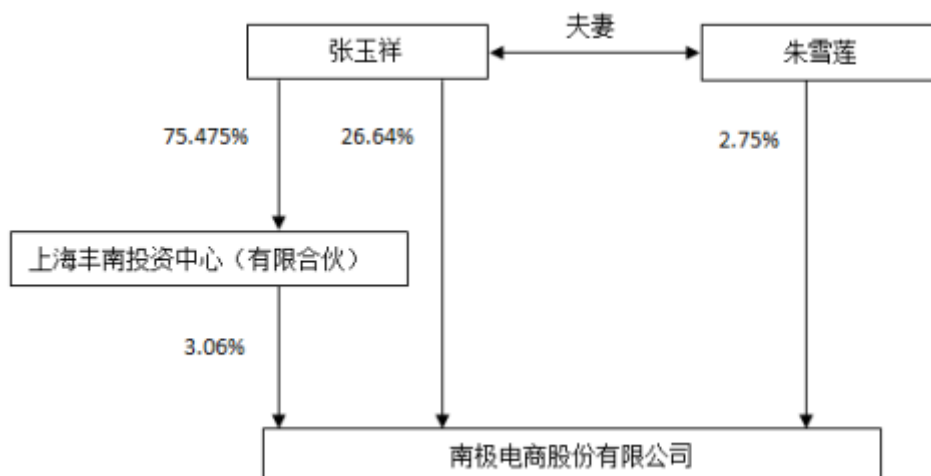 夫妻
张玉祥
朱雪莲
75.475%
26.64%
2.75%
上海丰南投资中心（有限合伙）
3.06%
南极电商股份有限公司